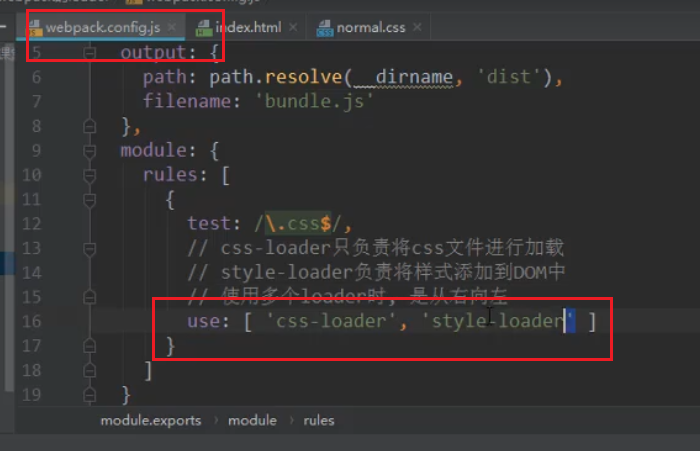 webpack.config.js index.html normal.css
5 output: {
6 path: path.resolve(__dirname, 'dist'),
7 filename: 'bundle.js'
8 },
9 module: {
10 rules: [
11 {
12 test: /\.css$/,
13 // css-loader只负责将css文件进行加载
14 // style-loader负责将样式添加到DOM中
15 // 使用多个loader时, 是从右向左
16 use: [ 'css-loader', 'style-loader' ]
17 }
18 ]
19 }
module.exports module rules